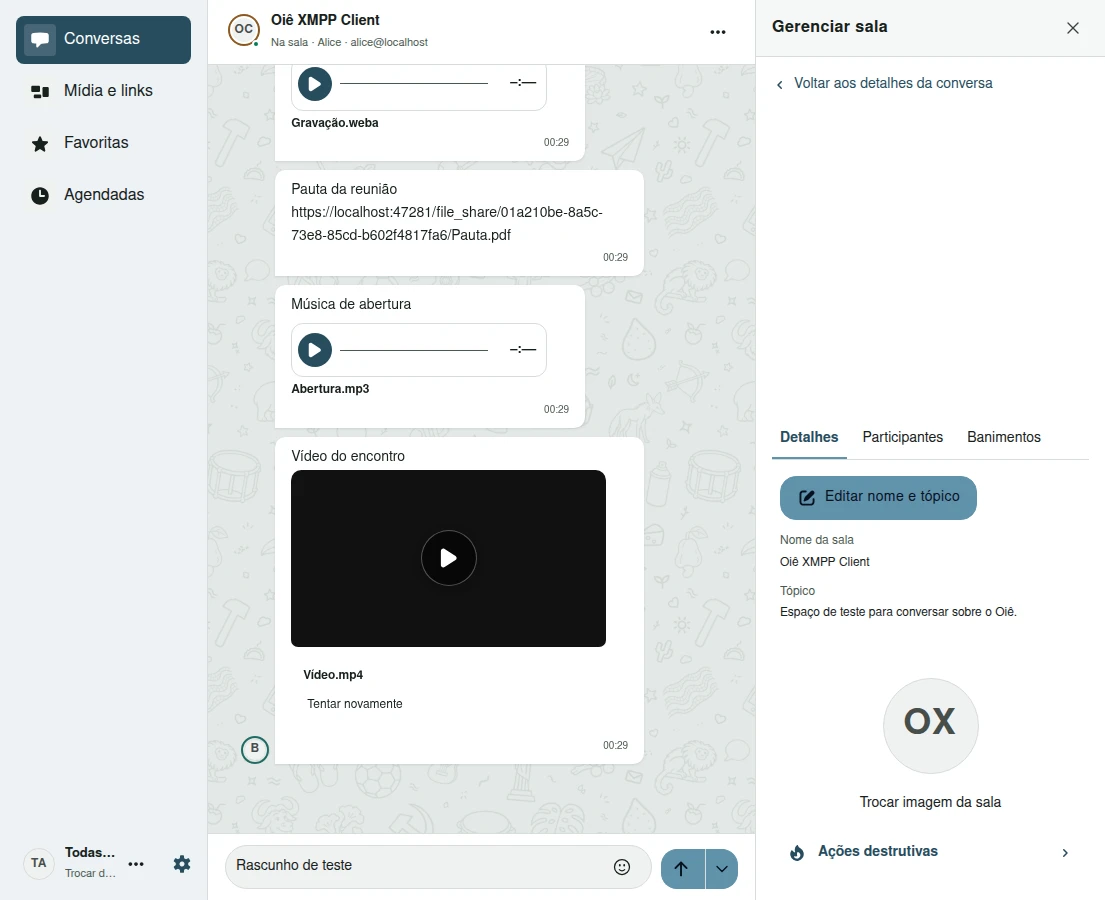 Conversas
Mídia e links
Favoritas
Agendadas
TA
Todas...
Trocar d...
OC
Oiê XMPP Client
Na sala · Alice · alice@localhost
-:--
Gravação.weba
00:29
Pauta da reunião
https://localhost:47281/file_share/01a210be-8a5c-
73e8-85cd-b602f4817fa6/Pauta.pdf
00:29
Música de abertura
-:--
Abertura.mp3
00:29
Vídeo do encontro
Vídeo.mp4
Tentar novamente
B
00:29
Rascunho de teste
Gerenciar sala
Voltar aos detalhes da conversa
Detalhes
Participantes
Banimentos
Editar nome e tópico
Nome da sala
Oiê XMPP Client
Tópico
Espaço de teste para conversar sobre o Oiê.
OX
Trocar imagem da sala
Ações destrutivas